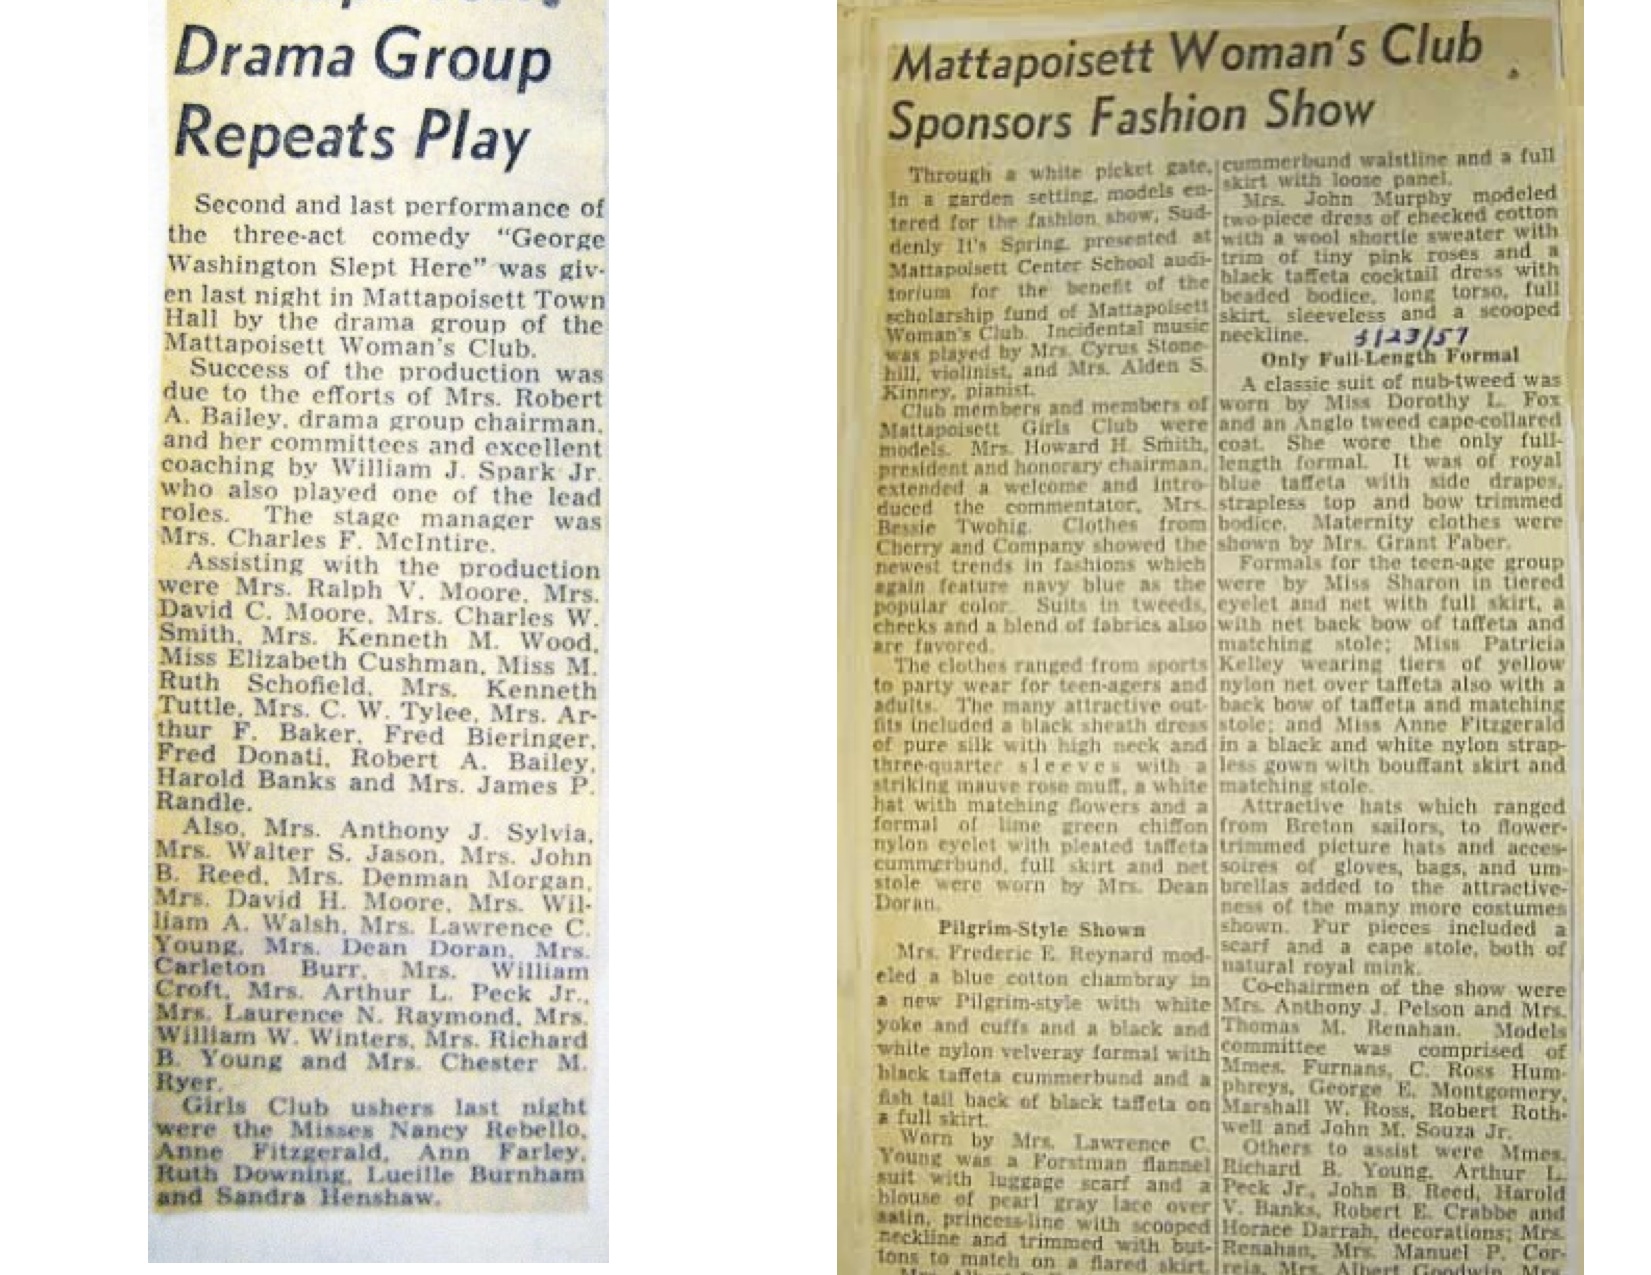 Drama Group
Repeats Play
Second and last performance of
the three-act comedy "George
Washington Slept Here" was giv-
en last night in Mattapoisett Town
Hall by the drama group of the
Mattapoisett Woman's Club.
Success of the production was
due to the efforts of Mrs. Robert
A. Bailey, drama group chairman,
and her committees and excellent
coaching by William J. Spark Jr.
who also played one of the lead
roles. The stage manager was
Mrs. Charles F. McIntire.
Assisting with the production
were Mrs. Ralph V. Moore, Mrs.
David C. Moore, Mrs. Charles W.
Smith, Mrs. Kenneth M. Wood,
Miss Elizabeth Cushman, Miss M.
Ruth Schofield, Mrs. Kenneth
Tuttle, Mrs. C. W. Tylee, Mrs. Ar-
thur F. Baker, Fred Bieringer,
Fred Donati, Robert A. Bailey,
Harold Banks and Mrs. James P.
Randle.
Also, Mrs. Anthony J. Sylvia,
Mrs. Walter S. Jason, Mrs. John
B. Reed, Mrs. Denman Morgan,
Mrs. David H. Moore, Mrs. Wil-
liam A. Walsh, Mrs. Lawrence C.
Young, Mrs. Dean Doran, Mrs.
Carleton Burr, Mrs. William
Croft, Mrs. Arthur L. Peck Jr.,
Mrs. Laurence N. Raymond, Mrs.
William W. Winters, Mrs. Richard
B. Young and Mrs. Chester M.
Ryer.
Girls Club ushers last night
were the Misses Nancy Rebello,
Anne Fitzgerald, Ann Farley,
Ruth Downing, Lucille Burnham
and Sandra Henshaw.
Mattapoisett Woman's Club
Sponsors Fashion Show
Through a white picket gate,
in a garden setting, models en-
tered for the fashion show, Sud-
denly It's Spring, presented at
Mattapoisett Center School audi-
torium for the benefit of the
scholarship fund of Mattapoisett
Woman's Club. Incidental music
was played by Mrs. Cyrus Stone-
hill, violinist, and Mrs. Alden S.
Kinney, pianist.
Club members and members of
Mattapoisett Girls Club were
models. Mrs. Howard H. Smith,
president and honorary chairman,
extended a welcome and intro-
duced the commentator, Mrs.
Bessie Twohig. Clothes from
Cherry and Company showed the
newest trends in fashions which
again feature navy blue as the
popular color. Suits in tweeds,
checks and a blend of fabrics also
are favored.
The clothes ranged from sports
to party wear for teen-agers and
adults. The many attractive out-
fits included a black sheath dress
of pure silk with high neck and
three-quarter sleeves with a
striking mauve rose muff, a white
hat with matching flowers and a
formal of lime green chiffon
nylon eyelet with pleated taffeta
cummerbund, full skirt and net
stole were worn by Mrs. Dean
Doran.
Pilgrim-Style Shown
Mrs. Frederic E. Reynard mod-
eled a blue cotton chambray in
a new Pilgrim-style with white
yoke and cuffs and a black and
white nylon velveray formal with
black taffeta cummerbund and a
fish tail back of black taffeta on
a full skirt.
Worn by Mrs. Lawrence C.
Young was a Forstman flannel
suit with luggage scarf and a
blouse of pearl gray lace over
satin, princess-line with scooped
neckline and trimmed with but-
tons to match on a flared skirt.
cummerbund waistline and a full
skirt with loose panel.
Mrs. John Murphy modeled
two-piece dress of checked cotton
with a wool shortie sweater with
trim of tiny pink roses and a
black taffeta cocktail dress with
beaded bodice, long torso, full
skirt, sleeveless and a scooped
neckline. 3/23/57
Only Full-Length Formal
A classic suit of nub-tweed was
worn by Miss Dorothy L. Fox
and an Anglo tweed cape-collared
coat. She wore the only full-
length formal. It was of royal
blue taffeta with side drapes,
strapless top and bow trimmed
bodice. Maternity clothes were
shown by Mrs. Grant Faber.
Formals for the teen-age group
were by Miss Sharon in tiered
eyelet and net with full skirt, a
with net back bow of taffeta and
matching stole; Miss Patricia
Kelley wearing tiers of yellow
nylon net over taffeta also with a
back bow of taffeta and matching
stole; and Miss Anne Fitzgerald
in a black and white nylon strap-
less gown with bouffant skirt and
matching stole.
Attractive hats which ranged
from Breton sailors, to flower-
trimmed picture hats and acces-
soires of gloves, bags, and um-
brellas added to the attractive-
ness of the many more costumes
shown. Fur pieces included a
scarf and a cape stole, both of
natural royal mink.
Co-chairmen of the show were
Mrs. Anthony J. Pelson and Mrs.
Thomas M. Renahan. Models
committee was comprised of
Mmes. Furnans, C. Ross Hum-
phreys, George E. Montgomery,
Marshall W. Ross, Robert Roth-
well and John M. Souza Jr.
Others to assist were Mmes.
Richard B. Young, Arthur L.
Peck Jr., John B. Reed, Harold
V. Banks, Robert E. Crabbe and
Horace Darrah, decorations; Mrs.
Renahan, Mrs. Manuel P. Cor-
reia, Mrs. Albert Goodwin, Mrs.